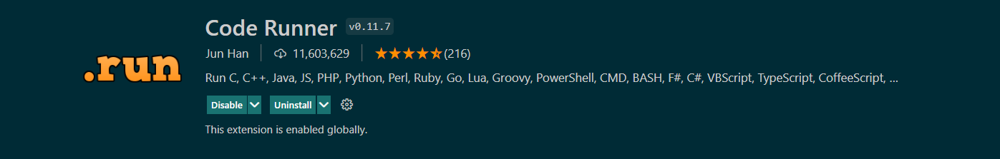 .run
Code Runner v0.11.7
Jun Han 11,603,629 (216)
Run C, C++, Java, JS, PHP, Python, Perl, Ruby, Go, Lua, Groovy, PowerShell, CMD, BASH, F#, C#, VBScript, TypeScript, CoffeeScript, ...
Disable Uninstall
This extension is enabled globally.